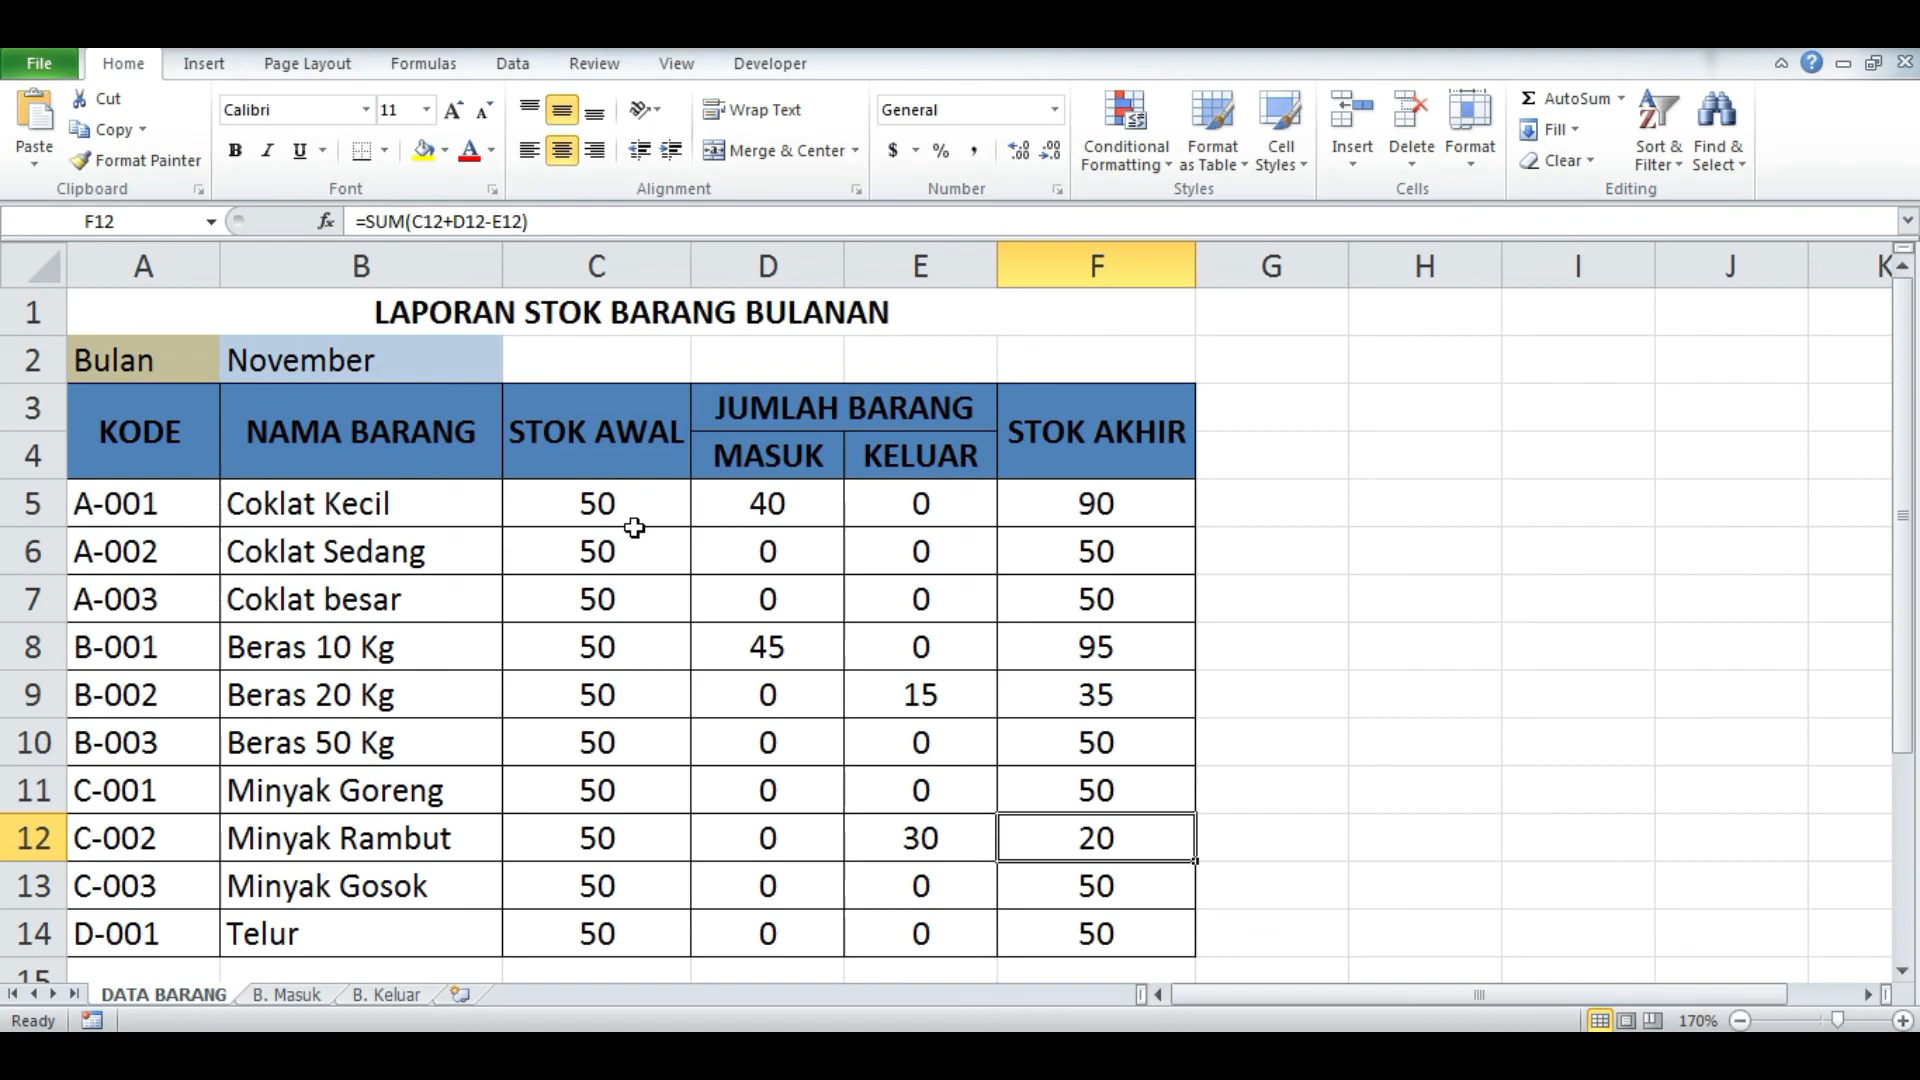 File Home Insert Page Layout Formulas Data Review View Developer
Paste Cut Copy Format Painter Clipboard
Calibri 11 B I U Font
Wrap Text Merge & Center Alignment
General $ % , Number
Conditional Formatting Format as Table Cell Styles Styles
Insert Delete Format Cells
Σ AutoSum Fill Clear Sort & Filter Find & Select Editing
F12 fx =SUM(C12+D12-E12)
A B C D E F G H I J K
1 LAPORAN STOK BARANG BULANAN
2 Bulan November
3 KODE NAMA BARANG STOK AWAL JUMLAH BARANG STOK AKHIR
4 MASUK KELUAR
5 A-001 Coklat Kecil 50 40 0 90
6 A-002 Coklat Sedang 50 0 0 50
7 A-003 Coklat besar 50 0 0 50
8 B-001 Beras 10 Kg 50 45 0 95
9 B-002 Beras 20 Kg 50 0 15 35
10 B-003 Beras 50 Kg 50 0 0 50
11 C-001 Minyak Goreng 50 0 0 50
12 C-002 Minyak Rambut 50 0 30 20
13 C-003 Minyak Gosok 50 0 0 50
14 D-001 Telur 50 0 0 50
15
DATA BARANG B. Masuk B. Keluar
Ready 170%